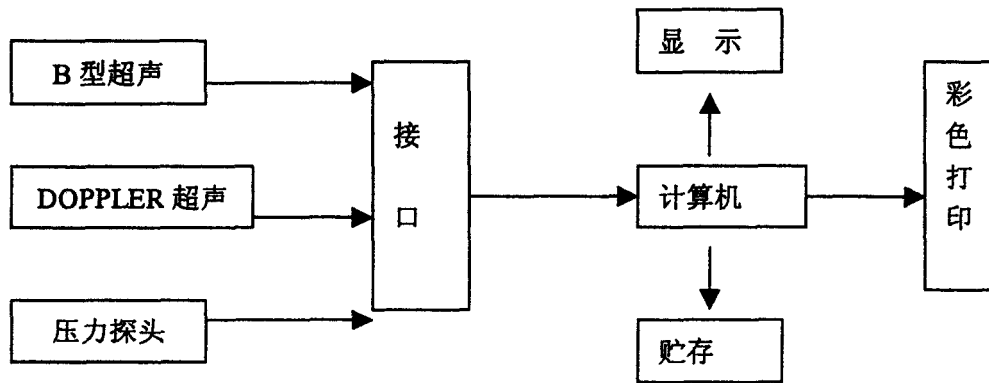 B 型超声
DOPPLER 超声
压力探头
接
口
显 示
计算机
贮存
彩
色
打
印